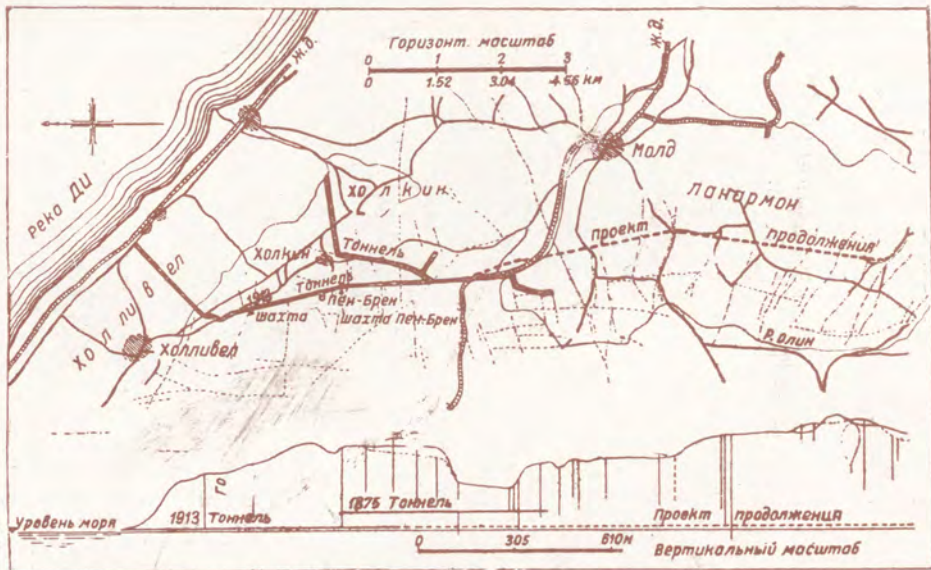 Горизонт. масштаб
0 1 2 3
0 1.52 3.04 4.56 км
ж.д.
ж.д.
Река Ди
Молд
Холкин
Ланармон
Проект продолжения
Холкин
Тоннель
Тоннель
шахта
Пен-Брен
шахта Пен-Брен
Холливел
Холливел
Р. Олин
Уровень моря
1913 Тоннель
1875 Тоннель
Проект продолжения
0 305 610м
Вертикальный масштаб